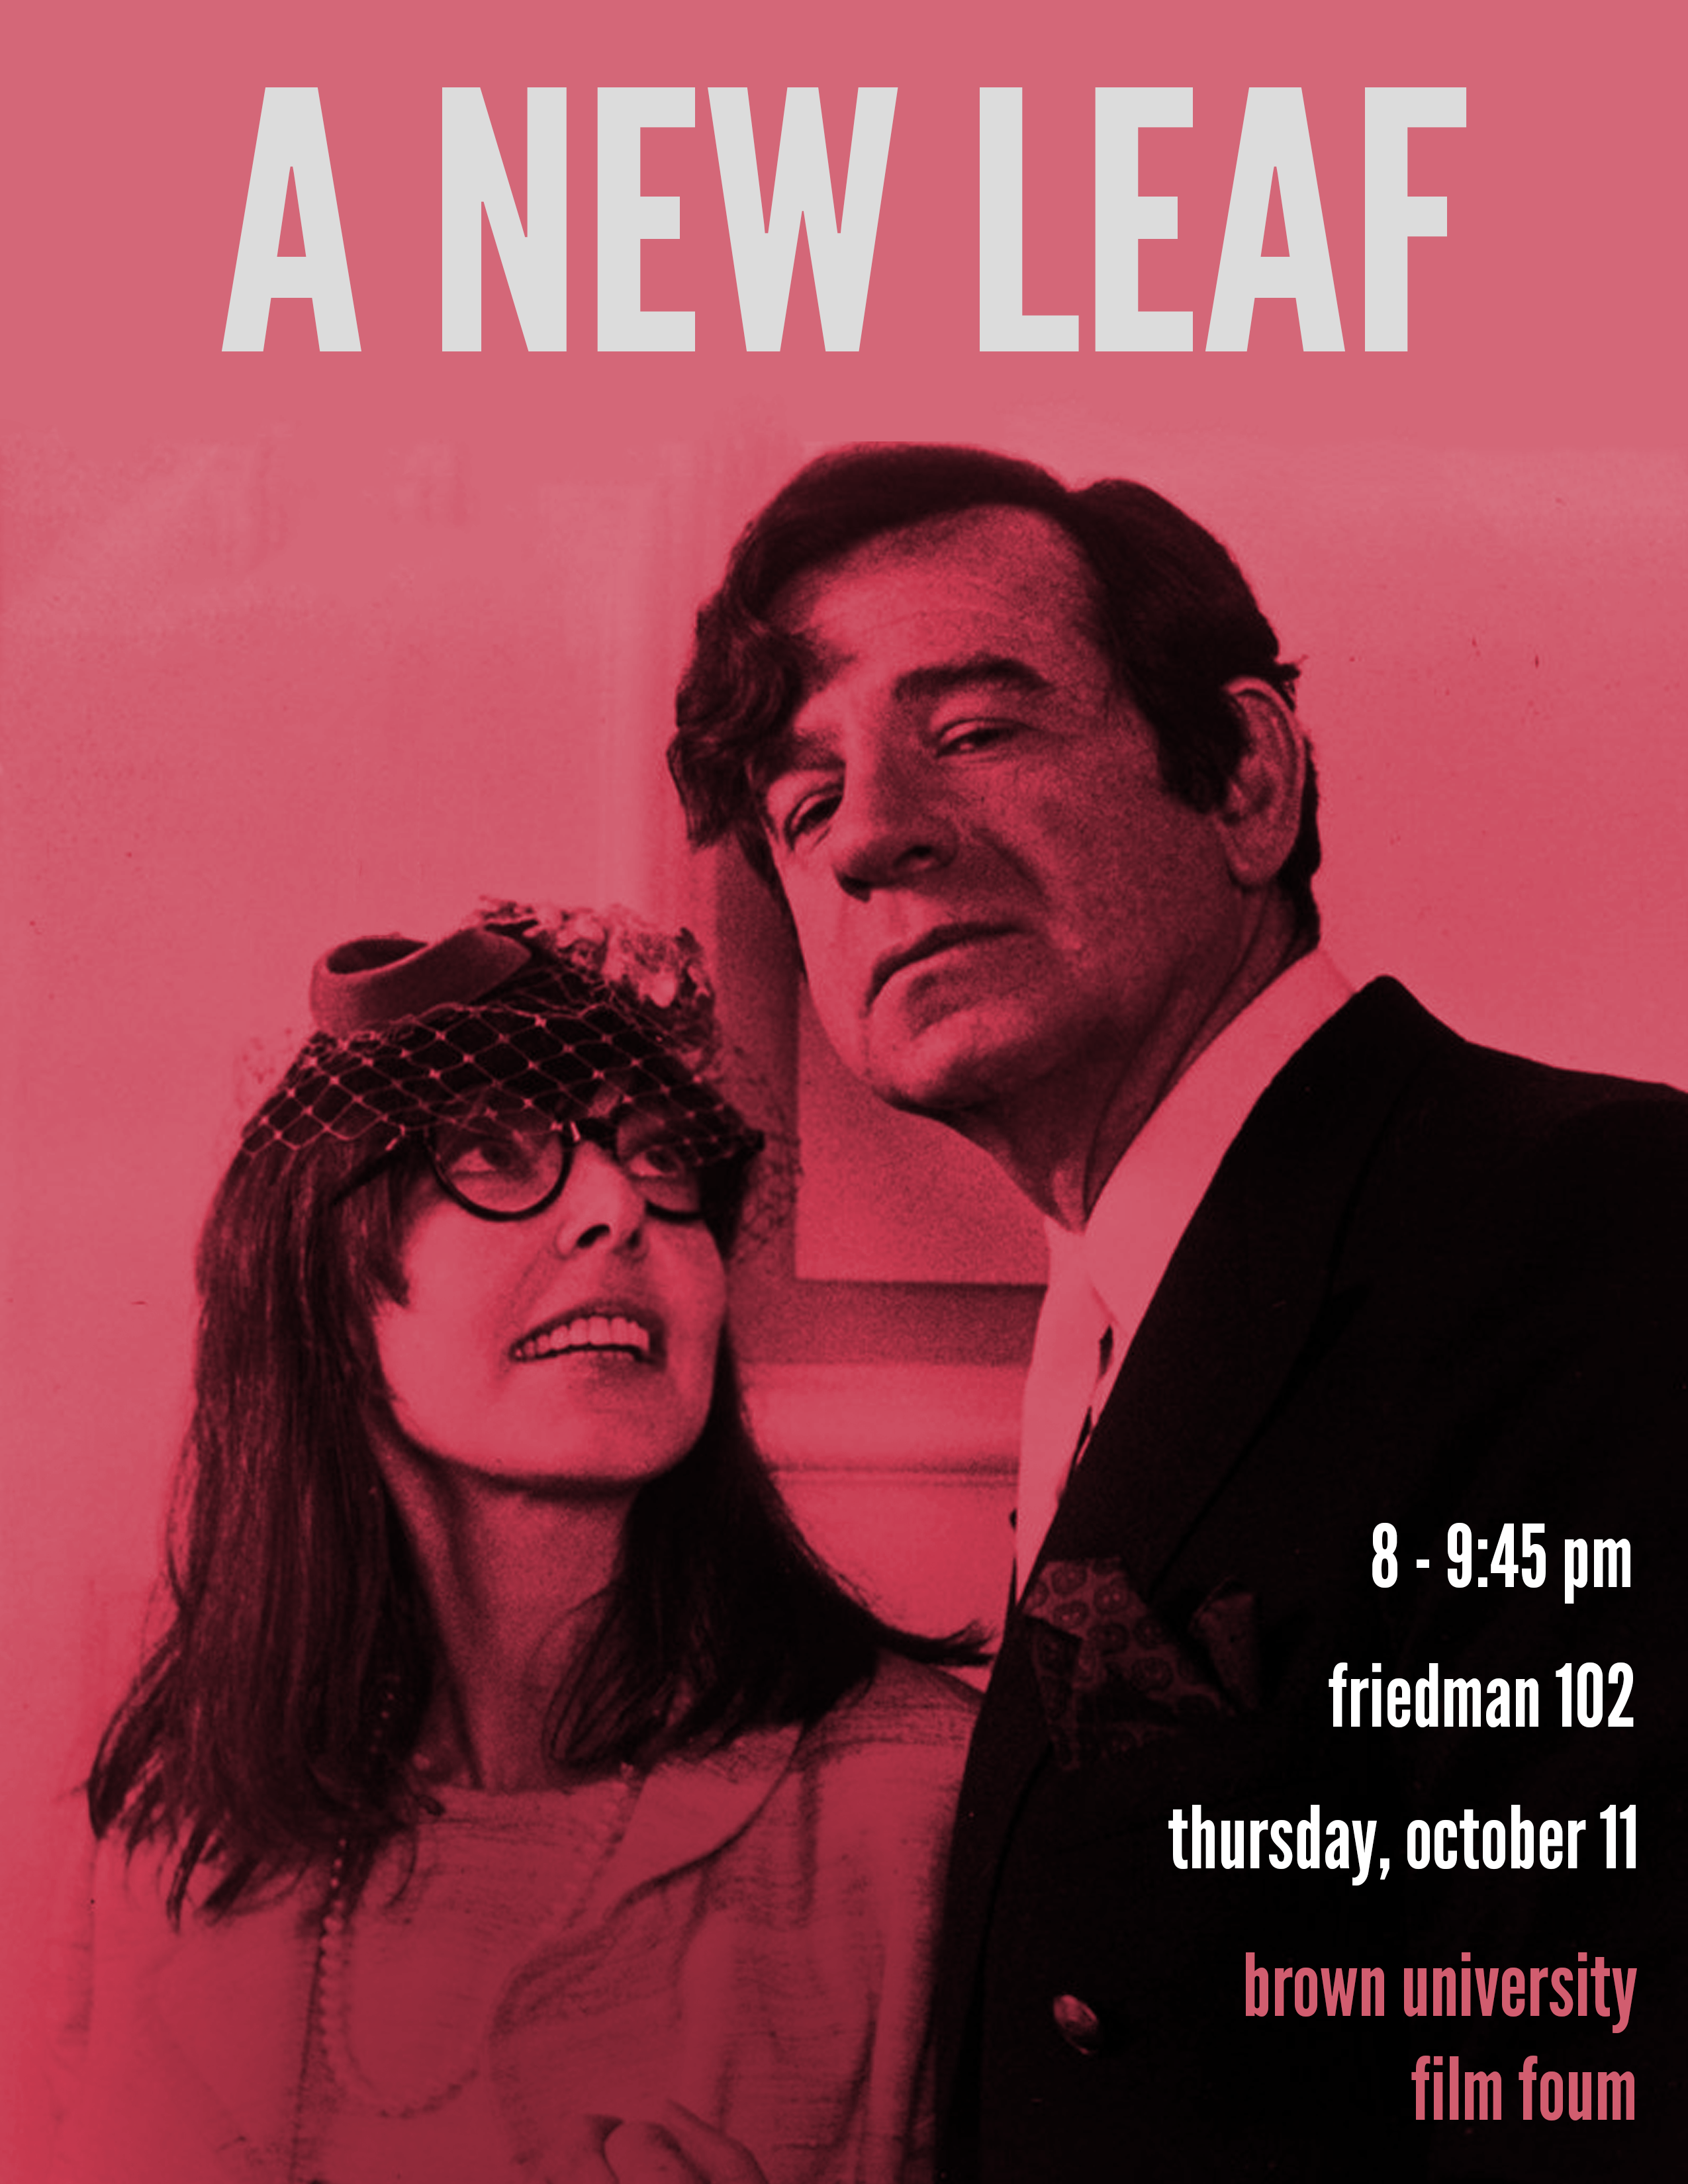 A NEW LEAF
8 - 9:45 pm
friedman 102
thursday, october 11
brown university
film foum